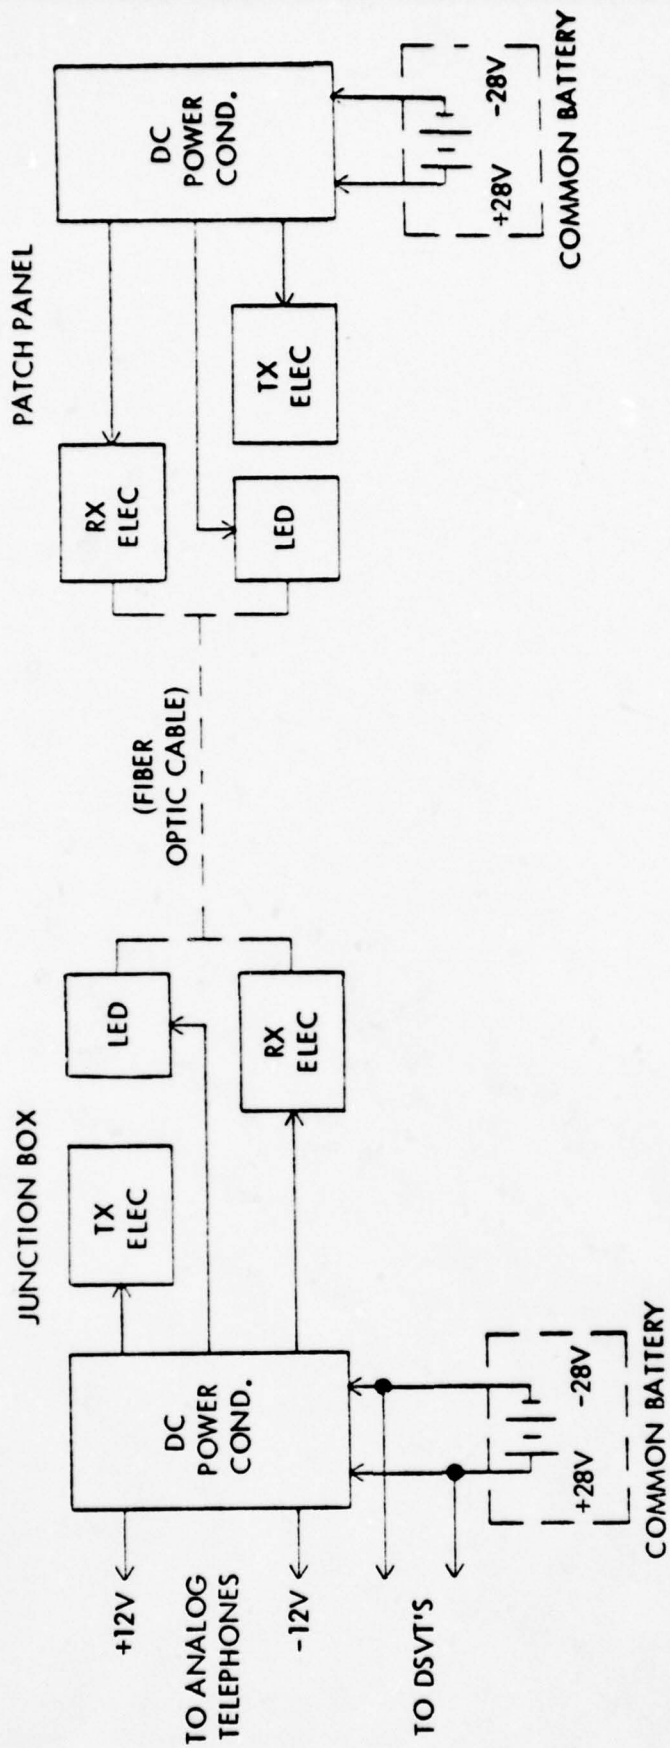 JUNCTION BOX
PATCH PANEL
+12V
TO ANALOG
TELEPHONES
-12V
TO DSVT'S
DC
POWER
COND.
TX
ELEC
LED
RX
ELEC
(FIBER
OPTIC CABLE)
RX
ELEC
LED
TX
ELEC
DC
POWER
COND.
+28V
-28V
COMMON BATTERY
+28V
-28V
COMMON BATTERY